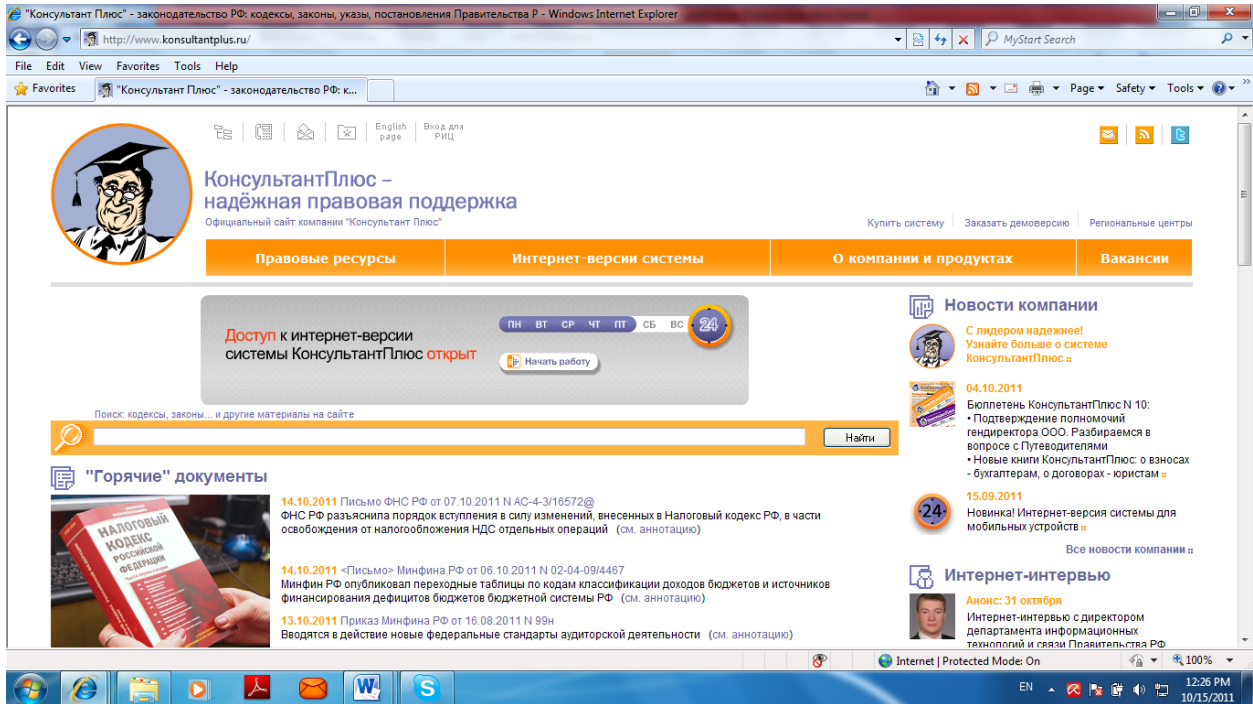 "Консультант Плюс" - законодательство РФ: кодексы, законы, указы, постановления Правительства Р - Windows Internet Explorer
http://www.konsultantplus.ru/
MyStart Search
File Edit View Favorites Tools Help
Favorites
"Консультант Плюс" - законодательство РФ: к...
Page Safety Tools
English page
Вход для РИЦ
КонсультантПлюс –
надёжная правовая поддержка
Официальный сайт компании "Консультант Плюс"
Купить систему Заказать демоверсию Региональные центры
Правовые ресурсы Интернет-версии системы О компании и продуктах Вакансии
Доступ к интернет-версии
системы КонсультантПлюс открыт
ПН ВТ СР ЧТ ПТ СБ ВС 24
Начать работу
Поиск: кодексы, законы... и другие материалы на сайте
Найти
"Горячие" документы
НАЛОГОВЫЙ
КОДЕКС
РОССИЙСКОЙ
ФЕДЕРАЦИИ
14.10.2011 Письмо ФНС РФ от 07.10.2011 N АС-4-3/16572@
ФНС РФ разъяснила порядок вступления в силу изменений, внесенных в Налоговый кодекс РФ, в части
освобождения от налогообложения НДС отдельных операций (см. аннотацию)
14.10.2011 <Письмо> Минфина РФ от 06.10.2011 N 02-04-09/4467
Минфин РФ опубликовал переходные таблицы по кодам классификации доходов бюджетов и источников
финансирования дефицитов бюджетов бюджетной системы РФ (см. аннотацию)
13.10.2011 Приказ Минфина РФ от 16.08.2011 N 99н
Вводятся в действие новые федеральные стандарты аудиторской деятельности (см. аннотацию)
Новости компании
С лидером надежнее!
Узнайте больше о системе
КонсультантПлюс
04.10.2011
Бюллетень КонсультантПлюс N 10:
• Подтверждение полномочий
гендиректора ООО. Разбираемся в
вопросе с Путеводителями
• Новые книги КонсультантПлюс: о взносах
- бухгалтерам, о договорах - юристам
24
15.09.2011
Новинка! Интернет-версия системы для
мобильных устройств
Все новости компании
Интернет-интервью
Анонс: 31 октября
Интернет-интервью с директором
департамента информационных
технологий и связи Правительства РФ
Internet | Protected Mode: On
100%
EN
12:26 PM
10/15/2011